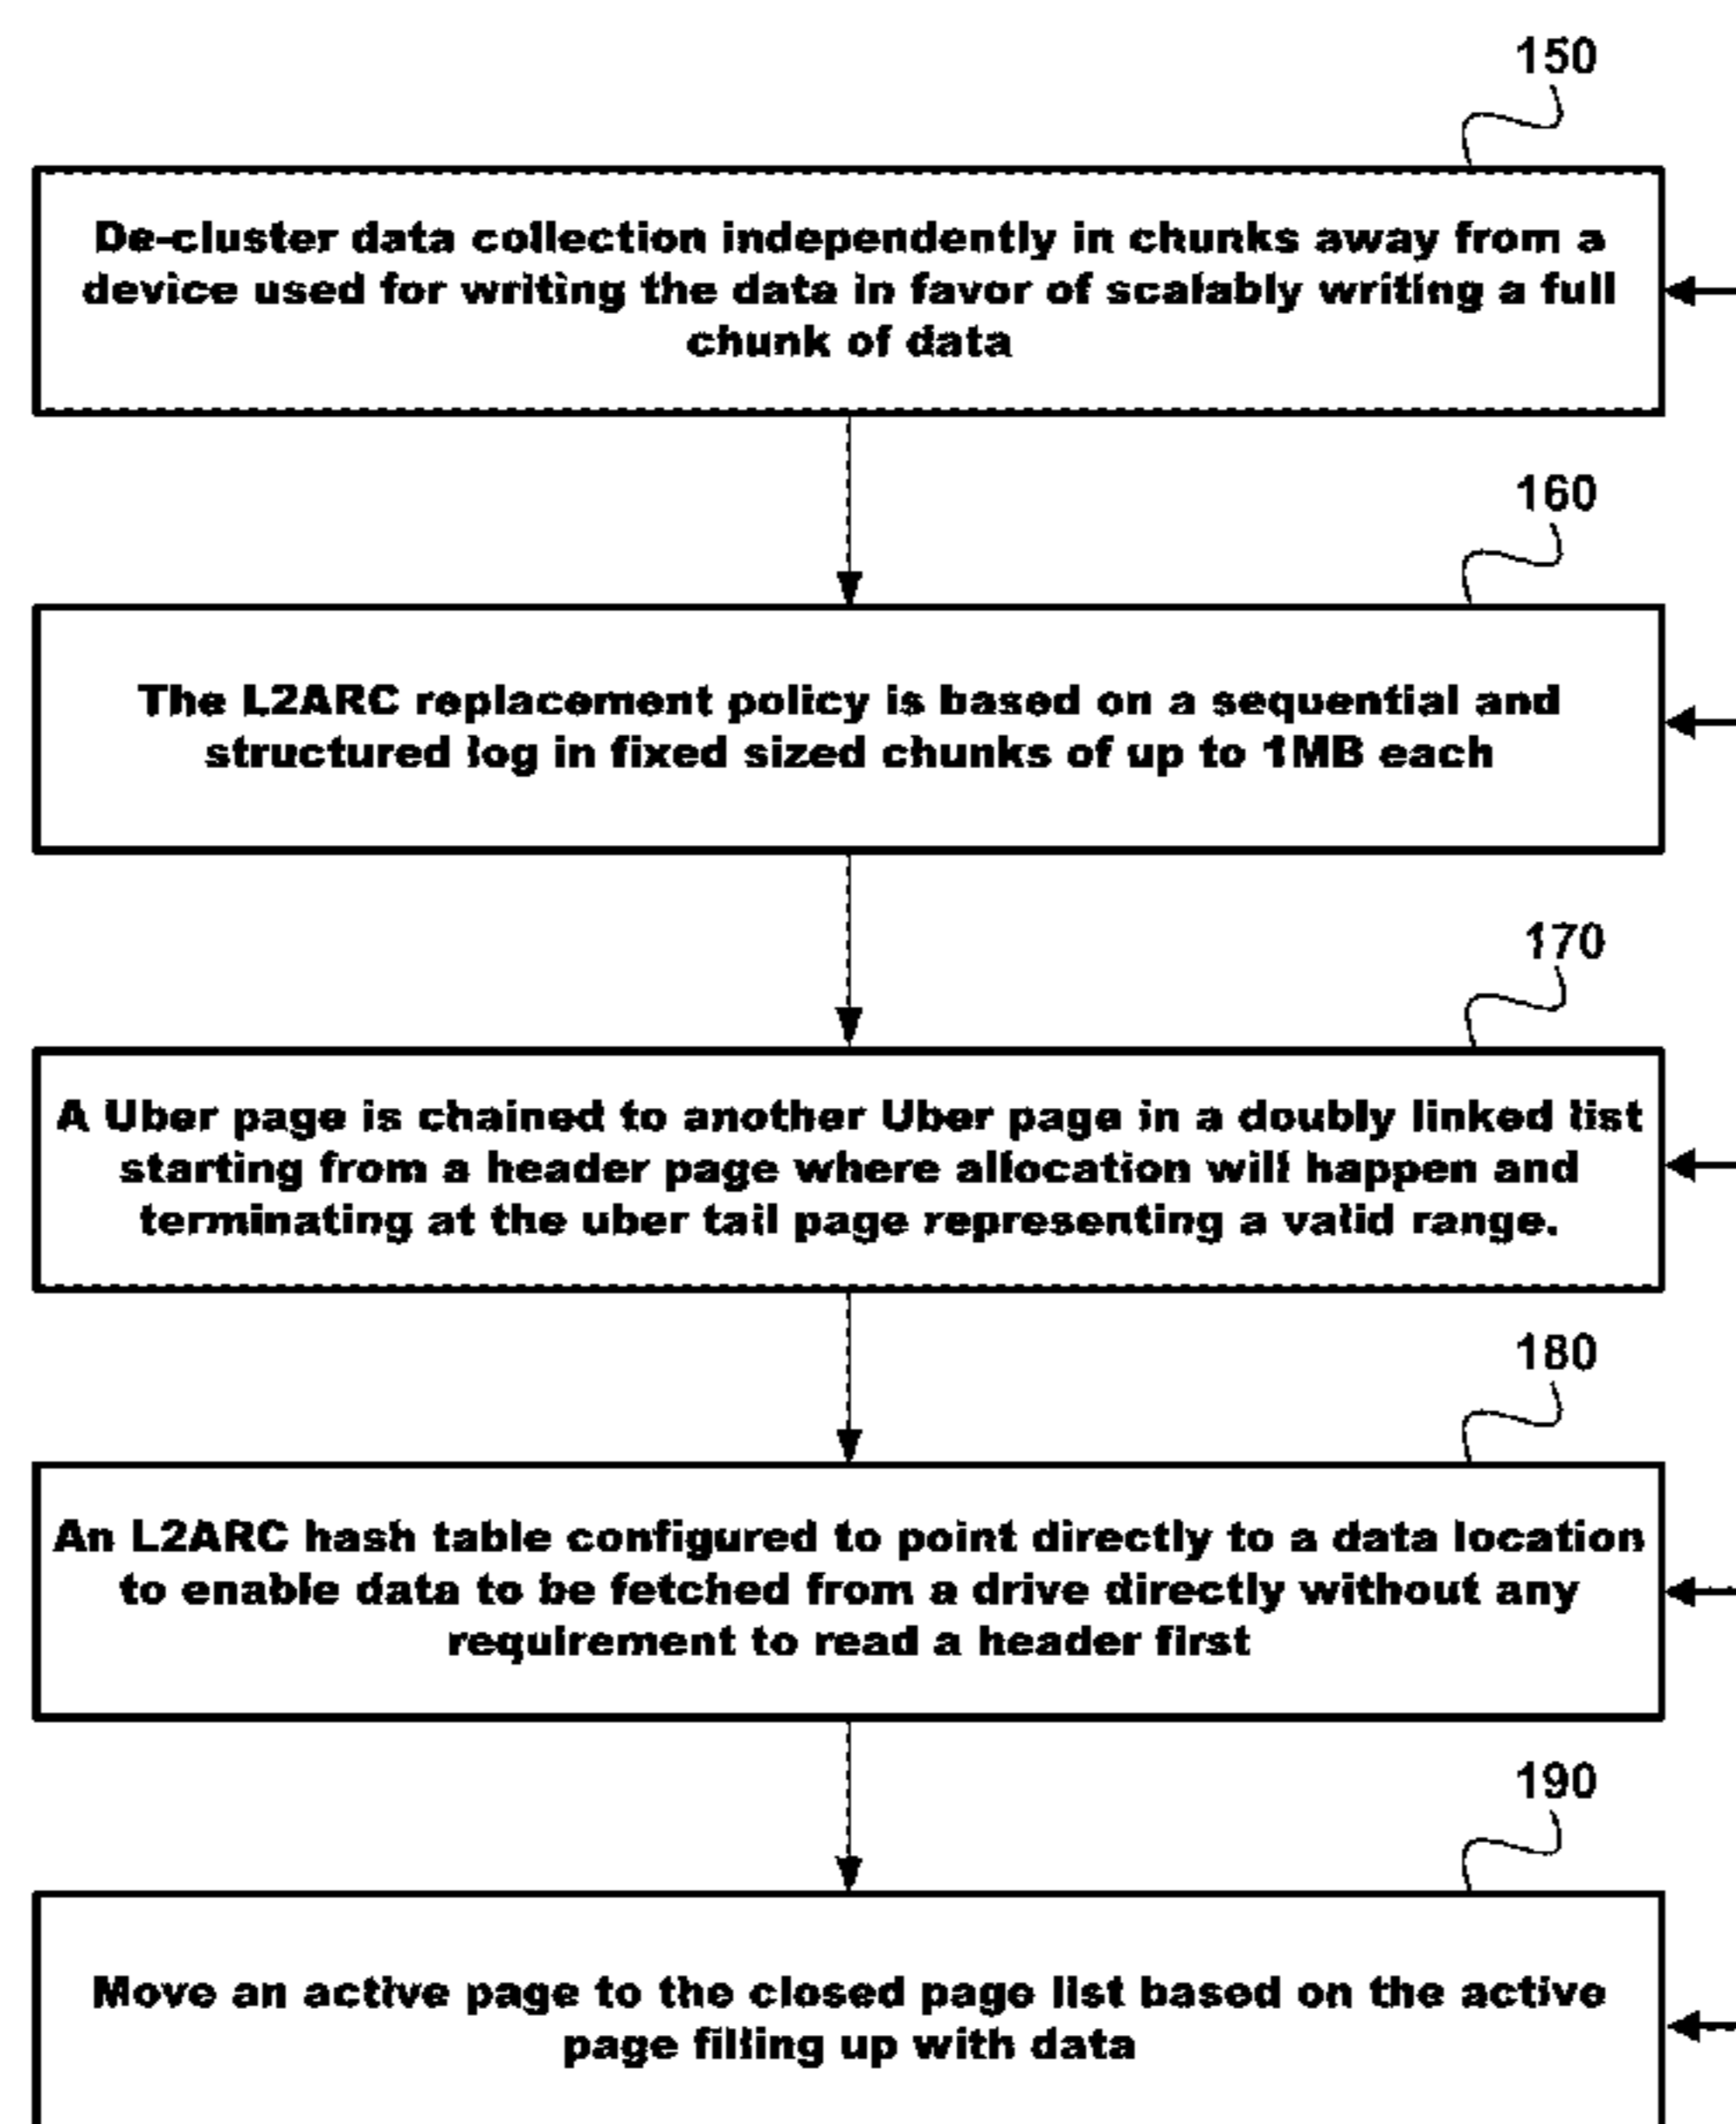 150
De-cluster data collection independently in chunks away from a
device used for writing the data in favor of scalably writing a full
chunk of data
160
The L2ARC replacement policy is based on a sequential and
structured log in fixed sized chunks of up to 1MB each
170
A Uber page is chained to another Uber page in a doubly linked list
starting from a header page where allocation will happen and
terminating at the uber tail page representing a valid range.
180
An L2ARC hash table configured to point directly to a data location
to enable data to be fetched from a drive directly without any
requirement to read a header first
190
Move an active page to the closed page list based on the active
page filling up with data